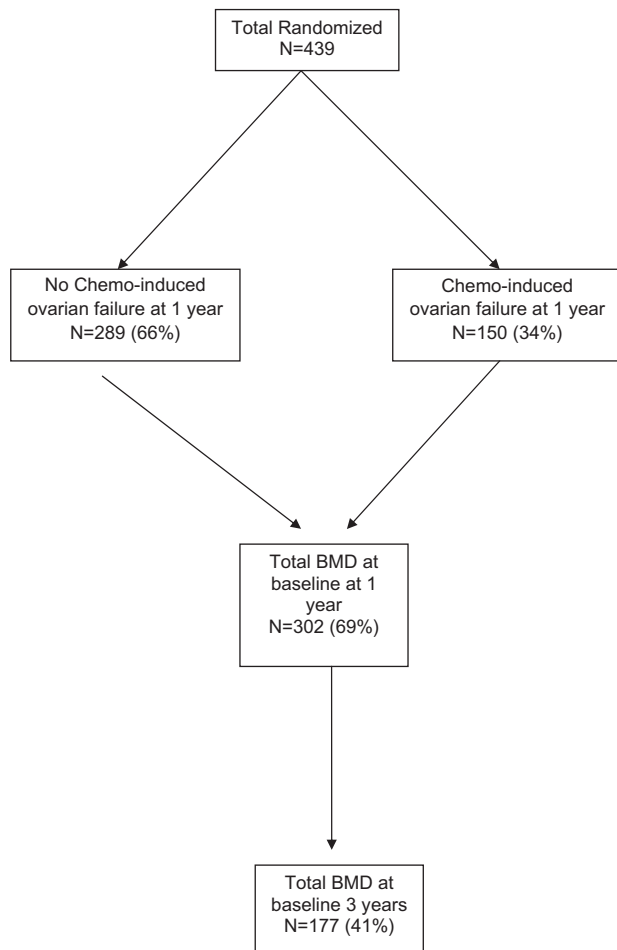 Total Randomized
N=439
No Chemo-induced
ovarian failure at 1 year
N=289 (66%)
Chemo-induced
ovarian failure at 1 year
N=150 (34%)
Total BMD at
baseline at 1
year
N=302 (69%)
Total BMD at
baseline 3 years
N=177 (41%)